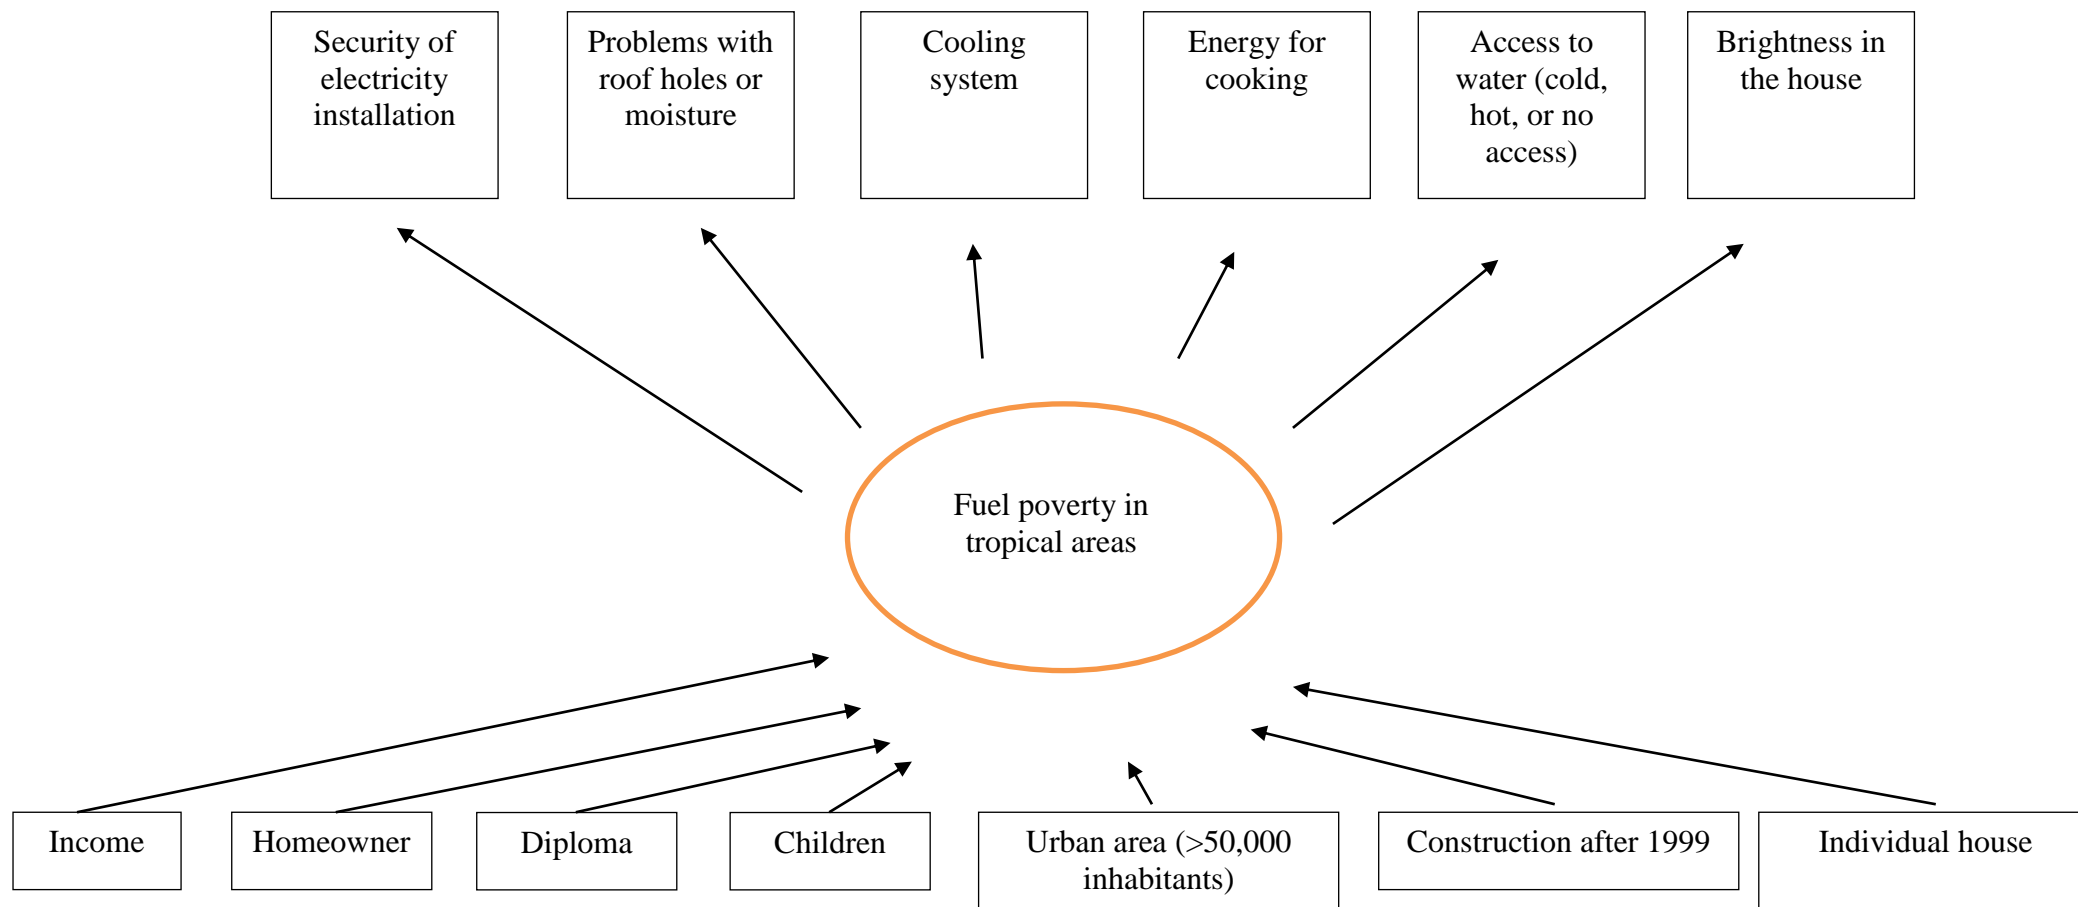 Security of
electricity
installation
Problems with
roof holes or
moisture
Cooling
system
Energy for
cooking
Access to
water (cold,
hot, or no
access)
Brightness in
the house
Fuel poverty in
tropical areas
Income
Homeowner
Diploma
Children
Urban area (>50,000
inhabitants)
Construction after 1999
Individual house